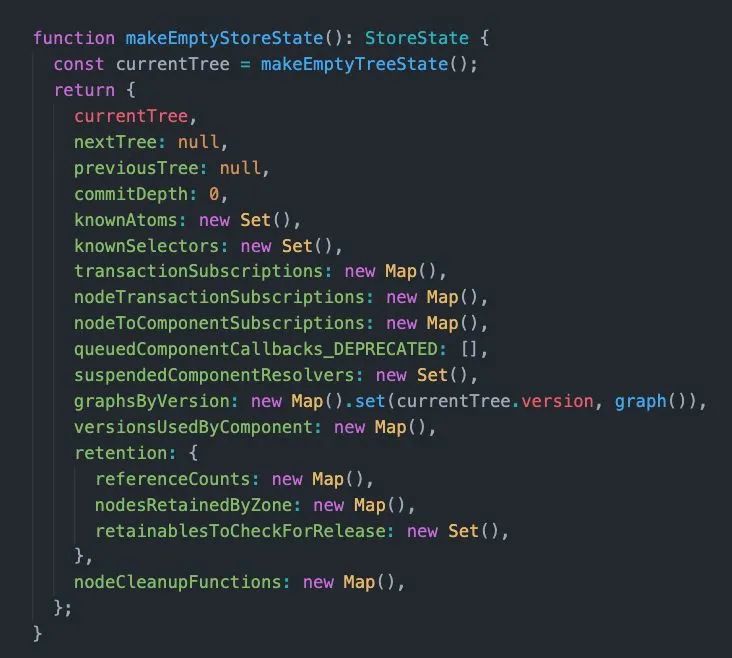 function makeEmptyStoreState(): StoreState {
  const currentTree = makeEmptyTreeState();
  return {
    currentTree,
    nextTree: null,
    previousTree: null,
    commitDepth: 0,
    knownAtoms: new Set(),
    knownSelectors: new Set(),
    transactionSubscriptions: new Map(),
    nodeTransactionSubscriptions: new Map(),
    nodeToComponentSubscriptions: new Map(),
    queuedComponentCallbacks_DEPRECATED: [],
    suspendedComponentResolvers: new Set(),
    graphsByVersion: new Map().set(currentTree.version, graph()),
    versionsUsedByComponent: new Map(),
    retention: {
      referenceCounts: new Map(),
      nodesRetainedByZone: new Map(),
      retainablesToCheckForRelease: new Set(),
    },
    nodeCleanupFunctions: new Map(),
  };
}